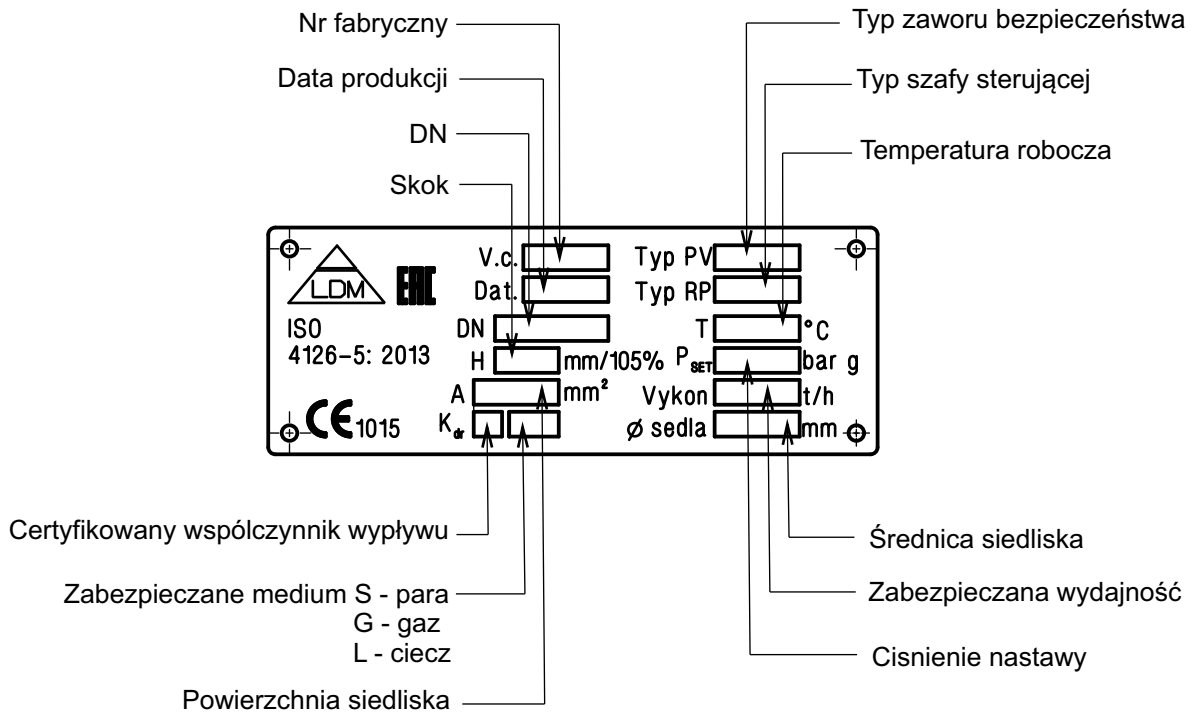 Nr fabryczny
Typ zaworu bezpieczeństwa
Data produkcji
Typ szafy sterującej
DN
Temperatura robocza
Skok
V.c. Typ PV
LDM EAC Dat. Typ RP
ISO DN T °C
4126-5: 2013 H mm/105% PSET bar g
A mm² Vykon t/h
CE 1015 Kdr ø sedla mm
Certyfikowany wspólczynnik wypływu
Średnica siedliska
Zabezpieczane medium S - para
Zabezpieczana wydajność
G - gaz
L - ciecz
Cisnienie nastawy
Powierzchnia siedliska